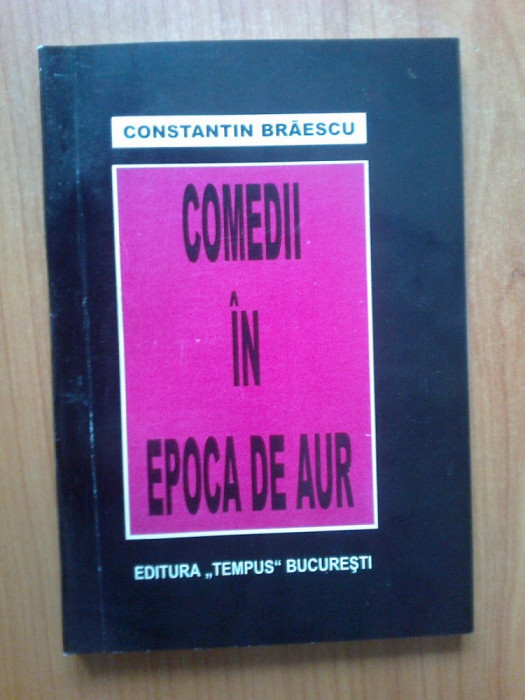 CONSTANTIN BRĂESCU
COMEDII
ÎN
EPOCA DE AUR
EDITURA „TEMPUS“ BUCUREŞTI